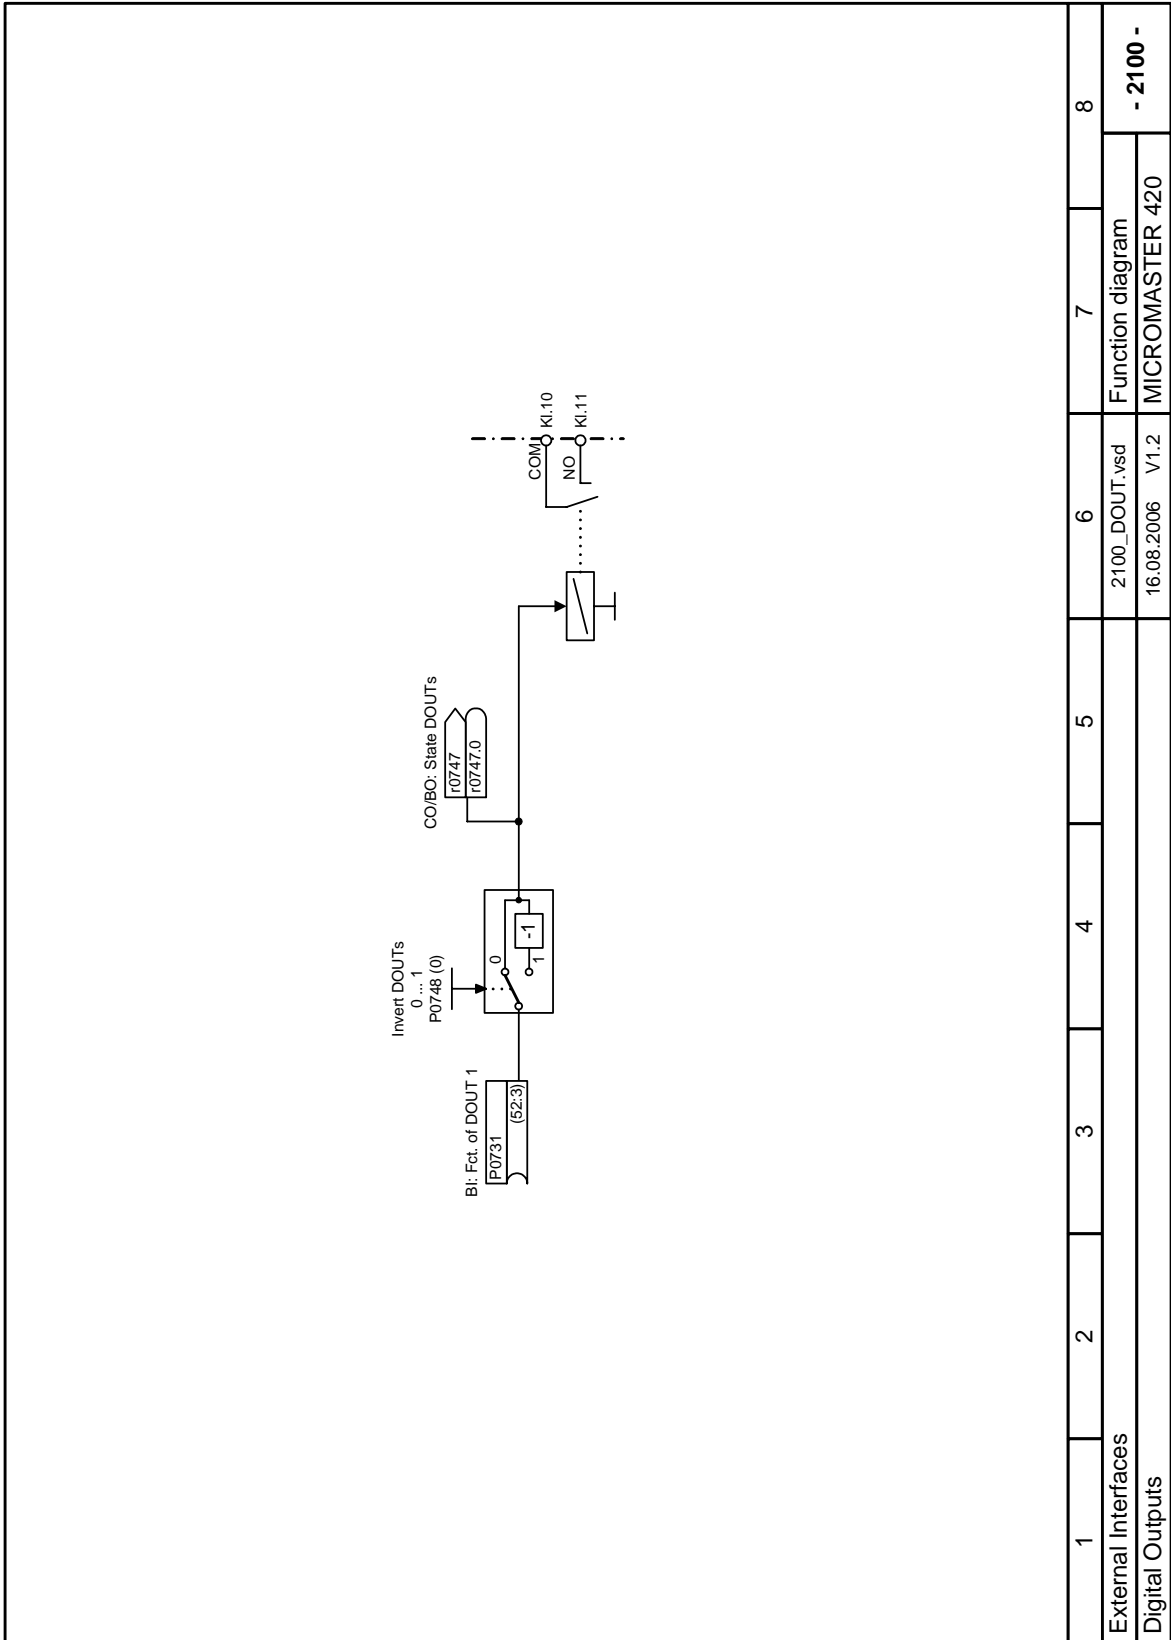 Invert DOUTs
0 ... 1
P0748 (0)
0
1
-1
BI: Fct. of DOUT 1
P0731
(52:3)
CO/BO: State DOUTs
r0747
r0747.0
COM
Kl.10
NO
Kl.11
1 2 3 4 5 6 7 8
External Interfaces 2100_DOUT.vsd Function diagram - 2100 -
Digital Outputs 16.08.2006 V1.2 MICROMASTER 420